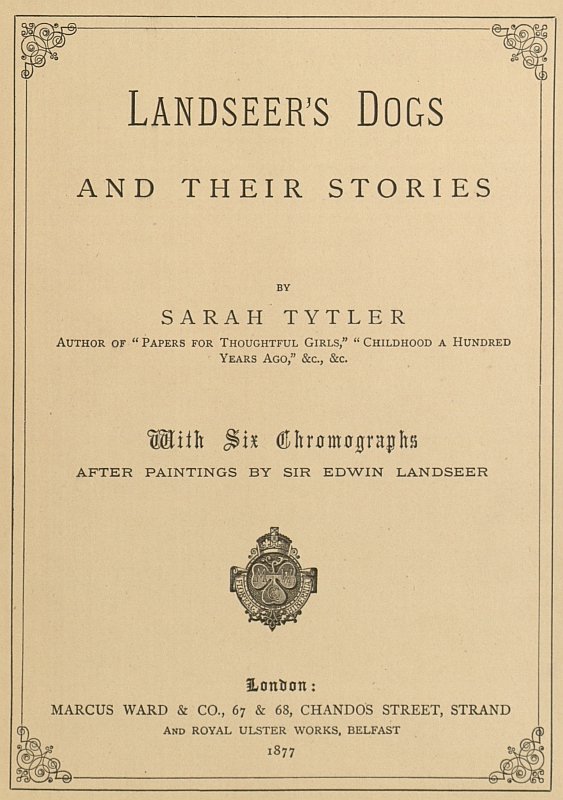 LANDSEER'S DOGS
AND THEIR STORIES
BY
SARAH TYTLER
AUTHOR OF "PAPERS FOR THOUGHTFUL GIRLS," "CHILDHOOD A HUNDRED
YEARS AGO," &c., &c.
With Six Chromographs
AFTER PAINTINGS BY SIR EDWIN LANDSEER
London:
MARCUS WARD & CO., 67 & 68, CHANDOS STREET, STRAND
AND ROYAL ULSTER WORKS, BELFAST
1877